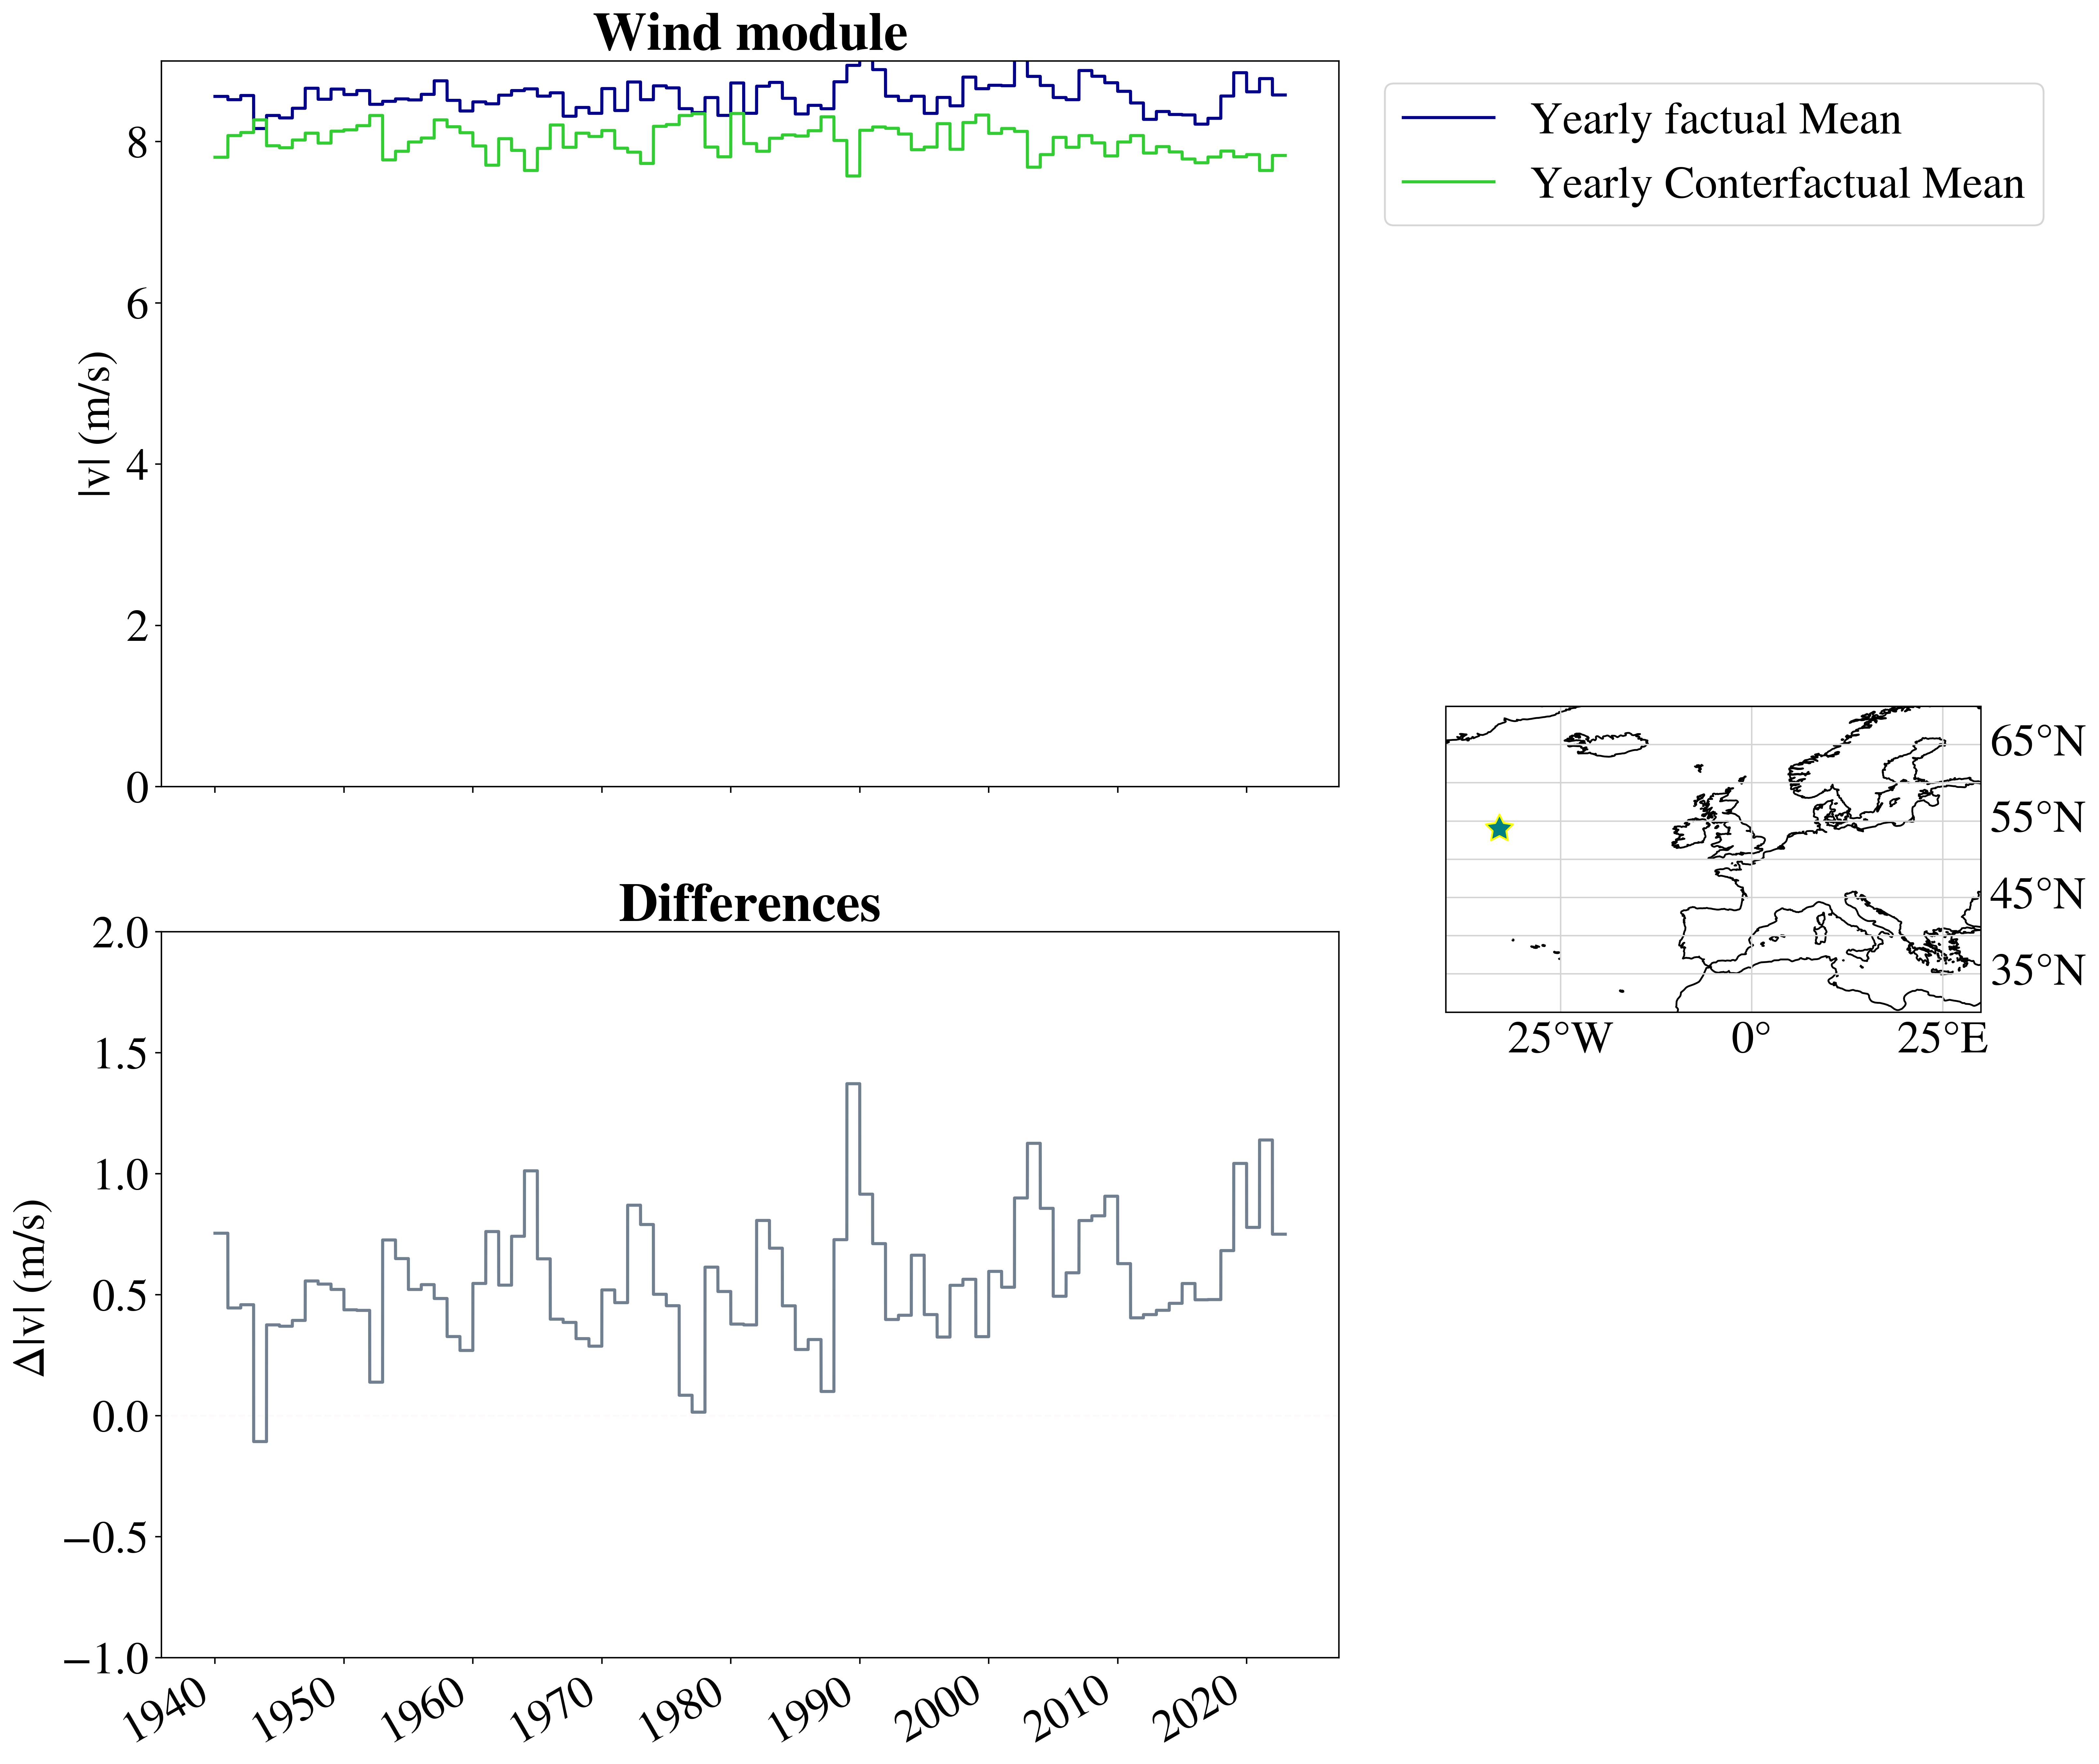 Wind module
|v| (m/s)
8
6
4
2
0
Yearly factual Mean
Yearly Conterfactual Mean
65°N
55°N
45°N
35°N
25°W 0° 25°E
Differences
Δ|v| (m/s)
2.0
1.5
1.0
0.5
0.0
−0.5
−1.0
1940 1950 1960 1970 1980 1990 2000 2010 2020